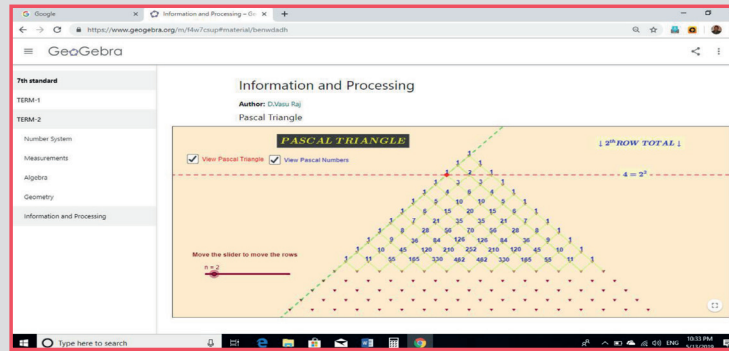 Google
Information and Processing – Ge
https://www.geogebra.org/m/f4w7csup#material/benwdadh
GeoGebra
7th standard
TERM-1
TERM-2
Number System
Measurements
Algebra
Geometry
Information and Processing
Information and Processing
Author: D.Vasu Raj
Pascal Triangle
PASCAL TRIANGLE
View Pascal Triangle
View Pascal Numbers
↓ 2ᵗʰ ROW TOTAL ↓
4 = 2²
1
1 1
1 2 1
1 3 3 1
1 4 6 4 1
1 5 10 10 5 1
1 6 15 20 15 6 1
1 7 21 35 35 21 7 1
1 8 28 56 70 56 28 8 1
1 9 36 84 126 126 84 36 9 1
1 10 45 120 210 252 210 120 45 10 1
1 11 55 165 330 462 462 330 165 55 11 1
Move the slider to move the rows
n = 2
Type here to search
ENG
10:33 PM
5/13/2019